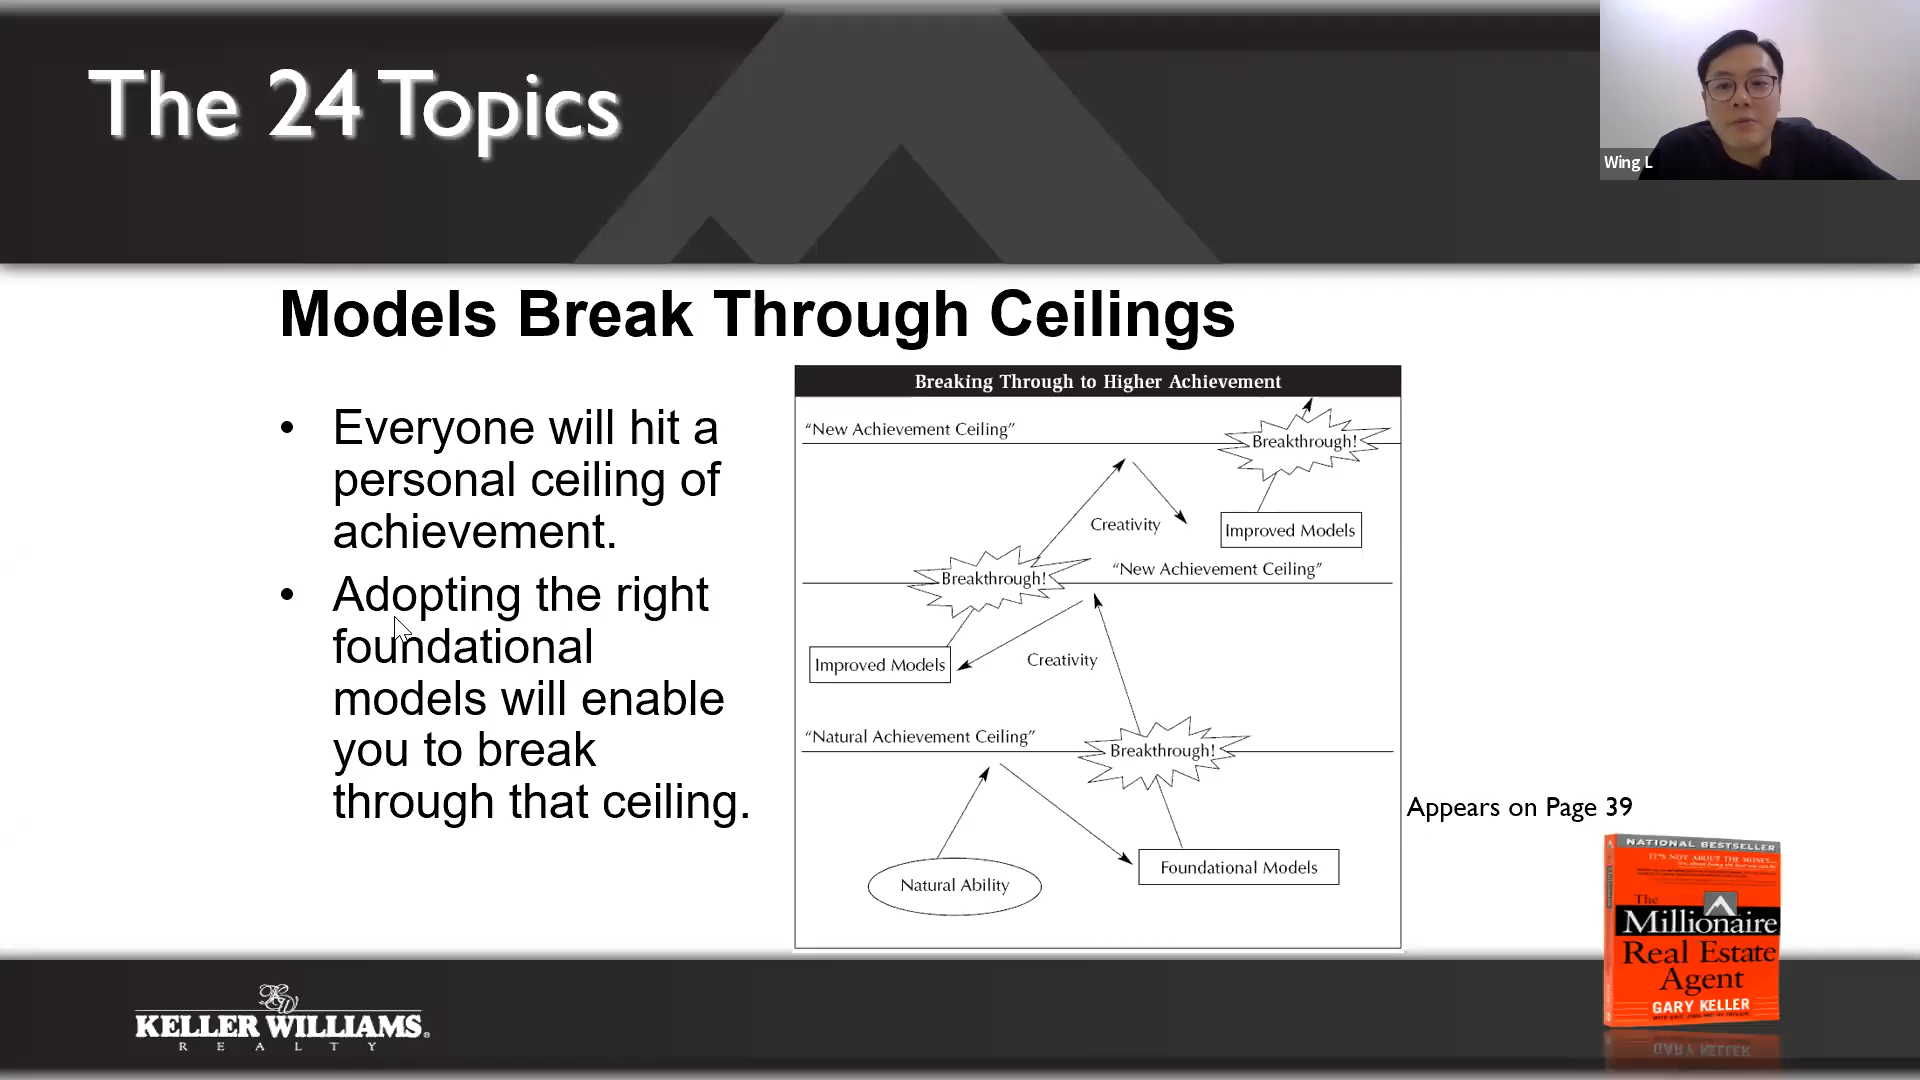 The 24 Topics
Wing L
Models Break Through Ceilings
• Everyone will hit a
personal ceiling of
achievement.
• Adopting the right
foundational
models will enable
you to break
through that ceiling.
Breaking Through to Higher Achievement
“New Achievement Ceiling”
Breakthrough!
Creativity
Improved Models
Breakthrough!
“New Achievement Ceiling”
Improved Models
Creativity
“Natural Achievement Ceiling”
Breakthrough!
Foundational Models
Natural Ability
Appears on Page 39
NATIONAL BESTSELLER
IT'S NOT ABOUT THE MONEY...
The
Millionaire
Real Estate
Agent
GARY KELLER
KW
KELLER WILLIAMS
REALTY